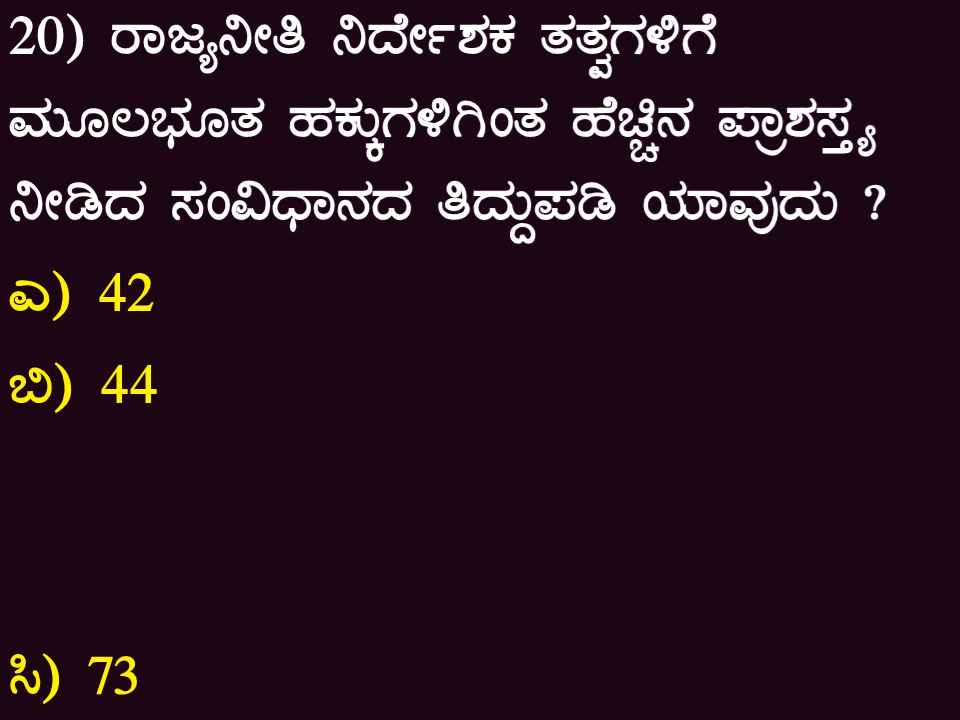 20) ರಾಜ್ಯನೀತಿ ನಿರ್ದೇಶಕ ತತ್ವಗಳಿಗೆ
ಮೂಲಭೂತ ಹಕ್ಕುಗಳಿಗಿಂತ ಹೆಚ್ಚಿನ ಪ್ರಾಶಸ್ತ್ಯ
ನೀಡಿದ ಸಂವಿಧಾನದ ತಿದ್ದುಪಡಿ ಯಾವುದು ?
ಎ) 42
ಬಿ) 44
ಸಿ) 73